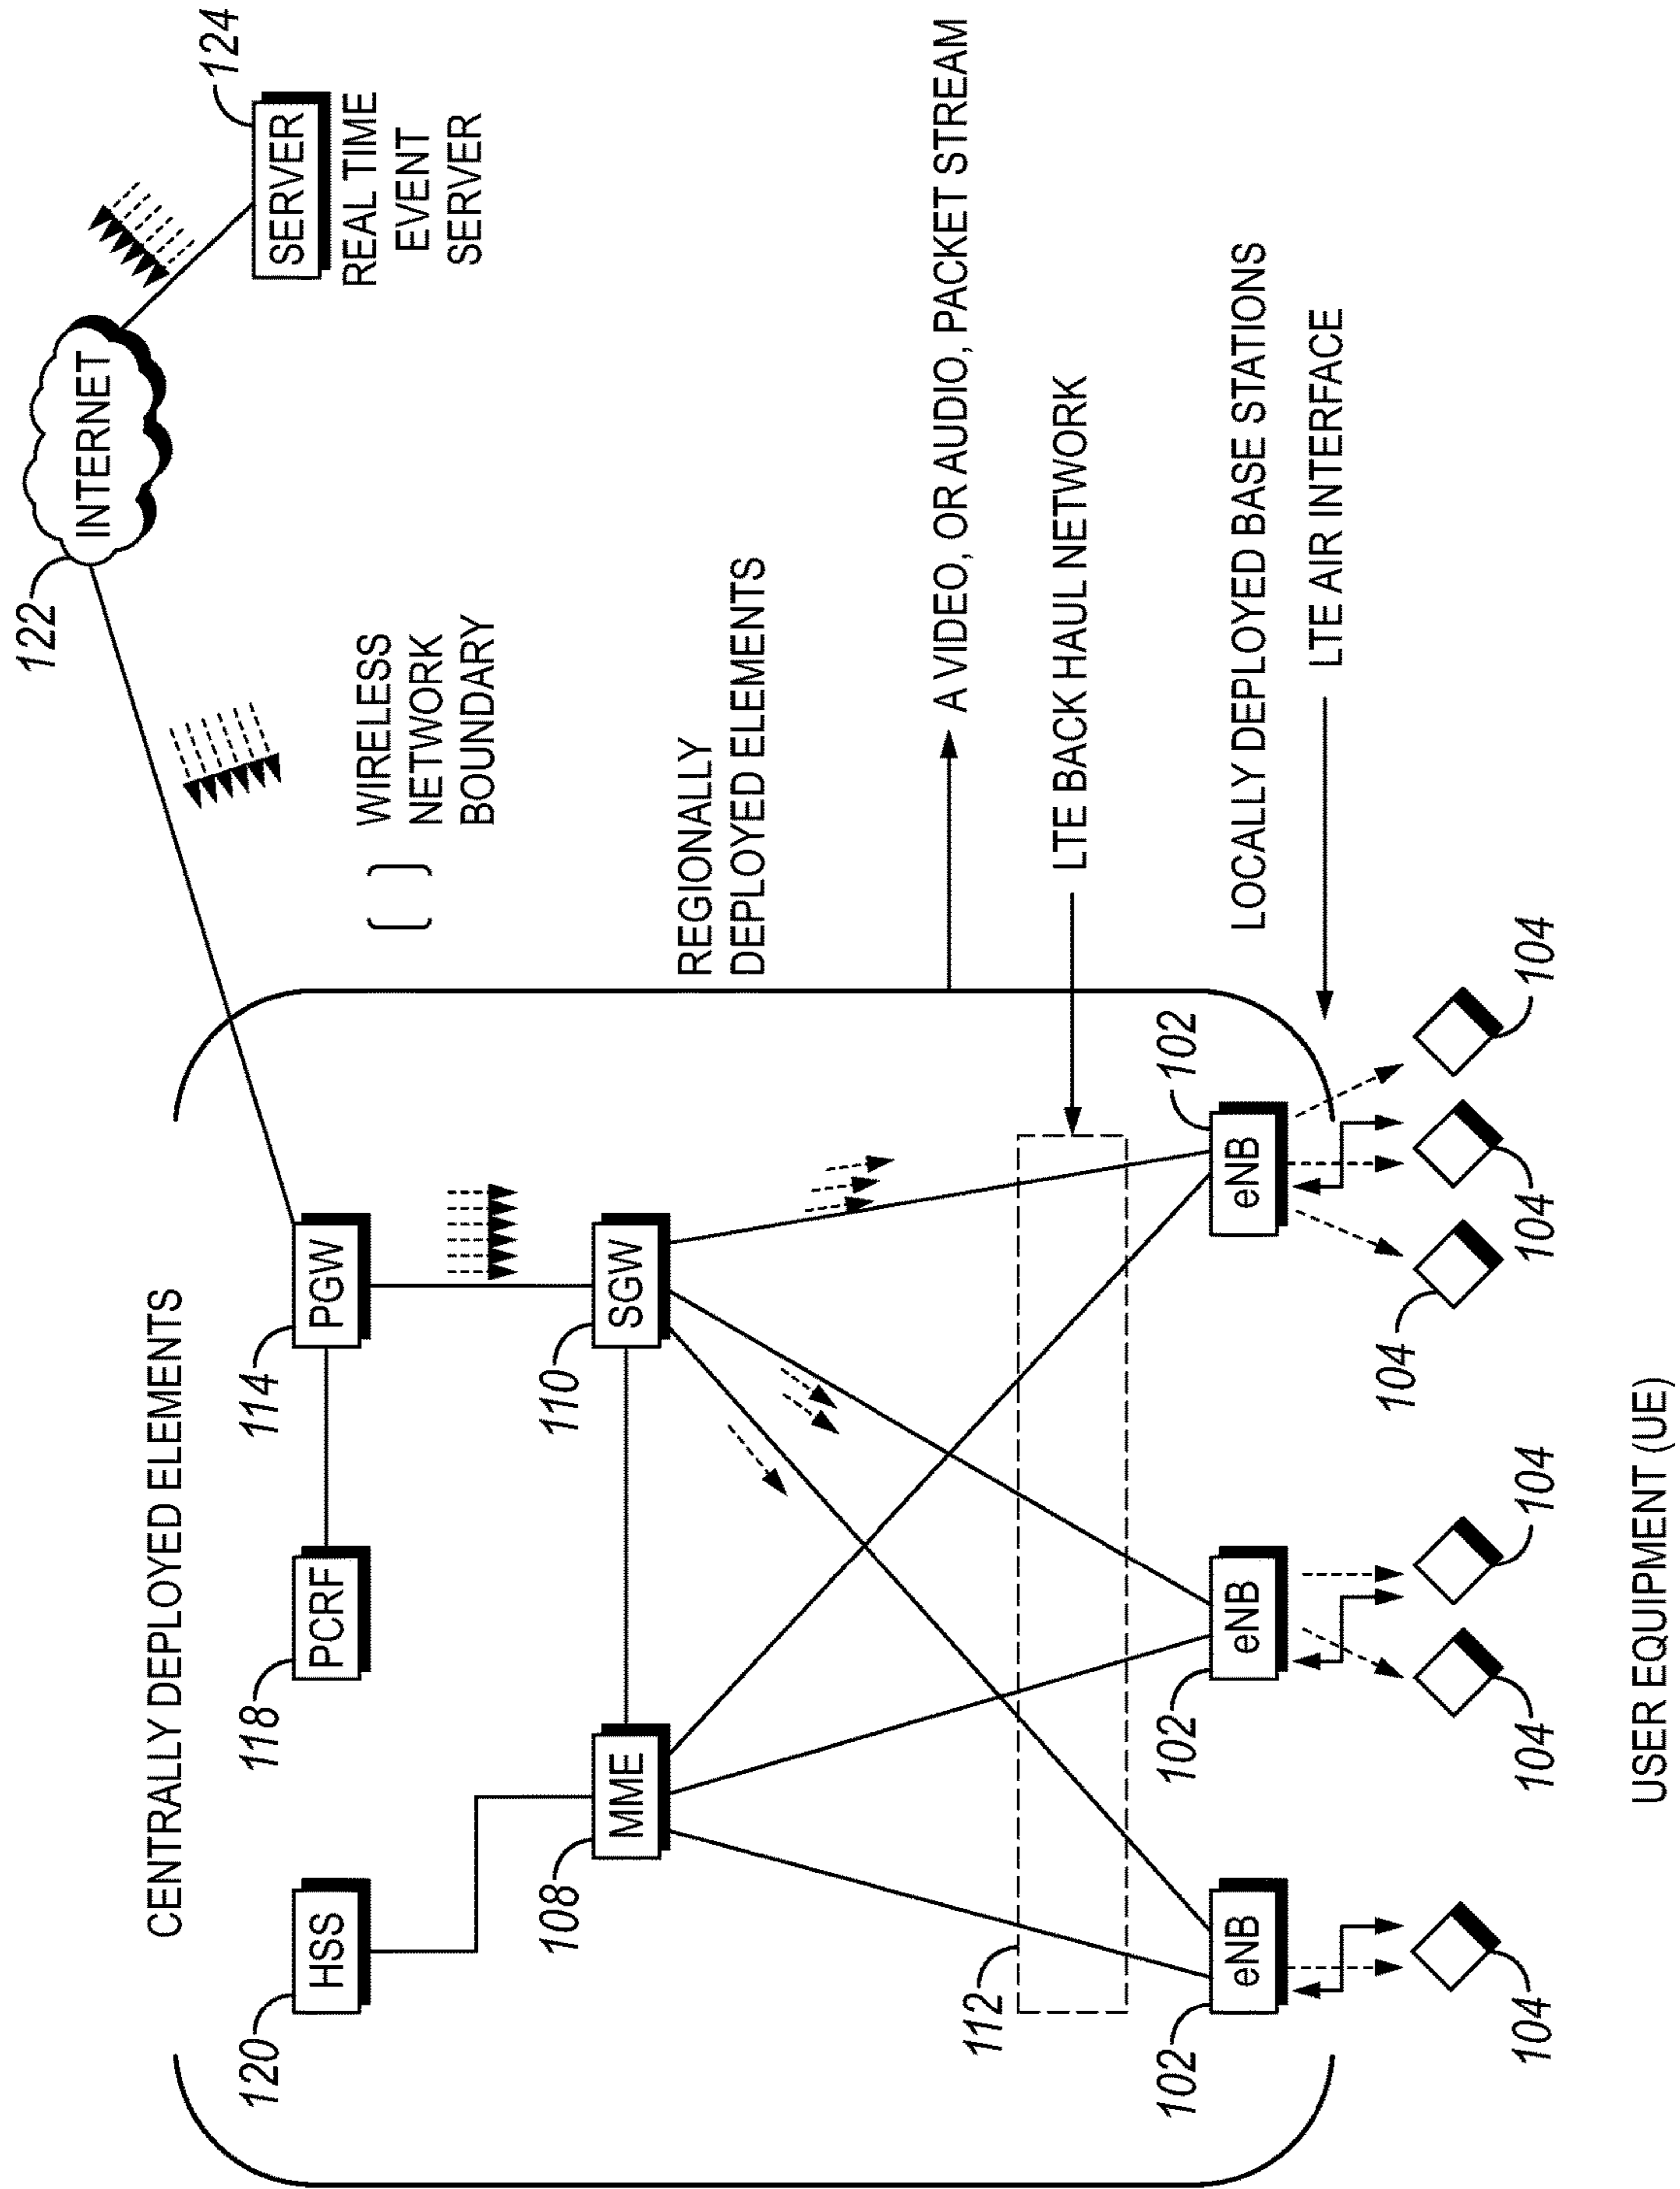 122
INTERNET
124
SERVER
REAL TIME
EVENT
SERVER
CENTRALLY DEPLOYED ELEMENTS
[ ] WIRELESS
NETWORK
BOUNDARY
120
HSS
118
PCRF
114
PGW
108
MME
110
SGW
REGIONALLY
DEPLOYED ELEMENTS
A VIDEO, OR AUDIO, PACKET STREAM
112
LTE BACK HAUL NETWORK
102
eNB
102
eNB
102
eNB
LOCALLY DEPLOYED BASE STATIONS
LTE AIR INTERFACE
104
104
104
104
104
104
USER EQUIPMENT (UE)